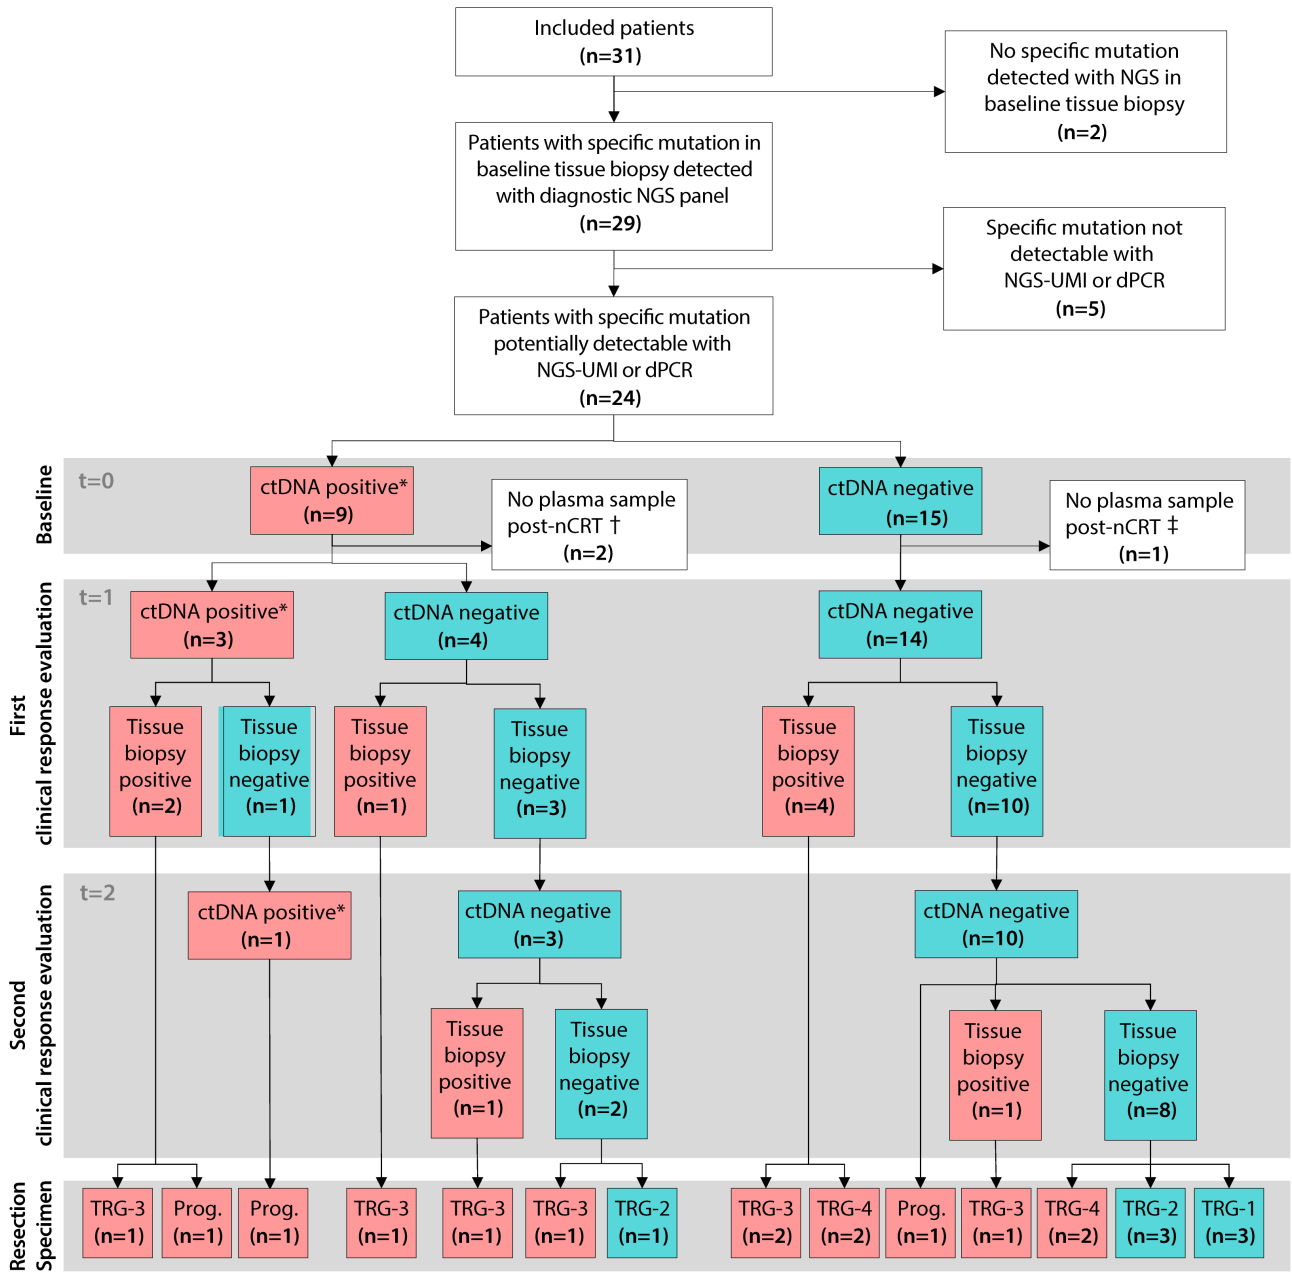 Included patients
(n=31)
No specific mutation
detected with NGS in
baseline tissue biopsy
(n=2)
Patients with specific mutation in
baseline tissue biopsy detected
with diagnostic NGS panel
(n=29)
Specific mutation not
detectable with
NGS-UMI or dPCR
(n=5)
Patients with specific mutation
potentially detectable with
NGS-UMI or dPCR
(n=24)
Baseline
t=0
ctDNA positive*
(n=9)
No plasma sample
post-nCRT †
(n=2)
ctDNA negative
(n=15)
No plasma sample
post-nCRT ‡
(n=1)
First
clinical response evaluation
t=1
ctDNA positive*
(n=3)
ctDNA negative
(n=4)
ctDNA negative
(n=14)
Tissue
biopsy
positive
(n=2)
Tissue
biopsy
negative
(n=1)
Tissue
biopsy
positive
(n=1)
Tissue
biopsy
negative
(n=3)
Tissue
biopsy
positive
(n=4)
Tissue
biopsy
negative
(n=10)
Second
clinical response evaluation
t=2
ctDNA positive*
(n=1)
ctDNA negative
(n=3)
ctDNA negative
(n=10)
Tissue
biopsy
positive
(n=1)
Tissue
biopsy
negative
(n=2)
Tissue
biopsy
positive
(n=1)
Tissue
biopsy
negative
(n=8)
Resection
Specimen
TRG-3
(n=1)
Prog.
(n=1)
Prog.
(n=1)
TRG-3
(n=1)
TRG-3
(n=1)
TRG-3
(n=1)
TRG-2
(n=1)
TRG-3
(n=2)
TRG-4
(n=2)
Prog.
(n=1)
TRG-3
(n=1)
TRG-4
(n=2)
TRG-2
(n=3)
TRG-1
(n=3)